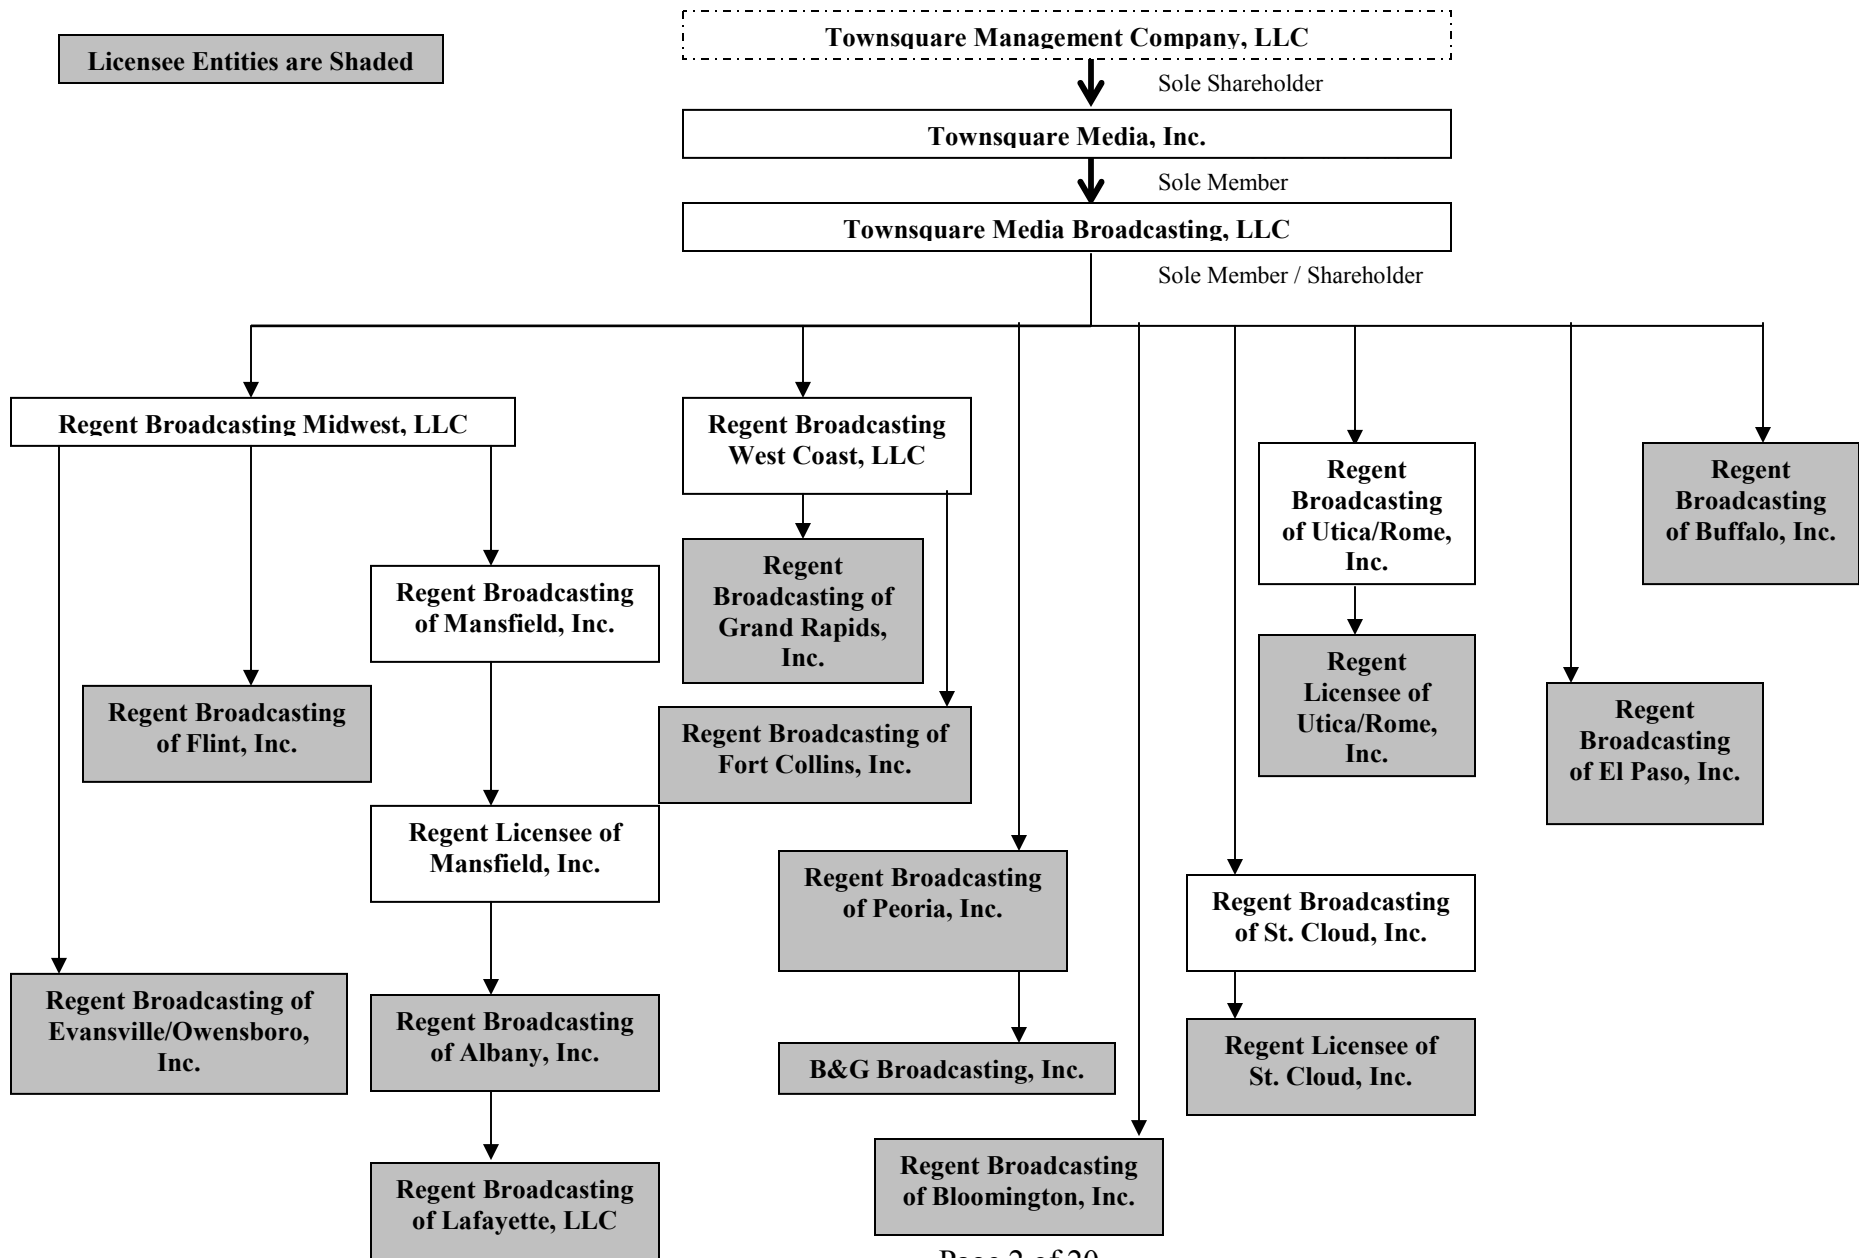 Licensee Entities are Shaded
Townsquare Management Company, LLC
Sole Shareholder
Townsquare Media, Inc.
Sole Member
Townsquare Media Broadcasting, LLC
Sole Member / Shareholder
Regent Broadcasting Midwest, LLC
Regent Broadcasting
West Coast, LLC
Regent
Broadcasting
of Utica/Rome,
Inc.
Regent
Broadcasting
of Buffalo, Inc.
Regent Broadcasting
of Mansfield, Inc.
Regent
Broadcasting of
Grand Rapids,
Inc.
Regent
Licensee of
Utica/Rome,
Inc.
Regent Broadcasting
of Flint, Inc.
Regent Broadcasting of
Fort Collins, Inc.
Regent
Broadcasting
of El Paso, Inc.
Regent Licensee of
Mansfield, Inc.
Regent Broadcasting
of Peoria, Inc.
Regent Broadcasting
of St. Cloud, Inc.
Regent Broadcasting of
Evansville/Owensboro,
Inc.
Regent Broadcasting
of Albany, Inc.
B&G Broadcasting, Inc.
Regent Licensee of
St. Cloud, Inc.
Regent Broadcasting
of Lafayette, LLC
Regent Broadcasting
of Bloomington, Inc.
Page 2 of 20